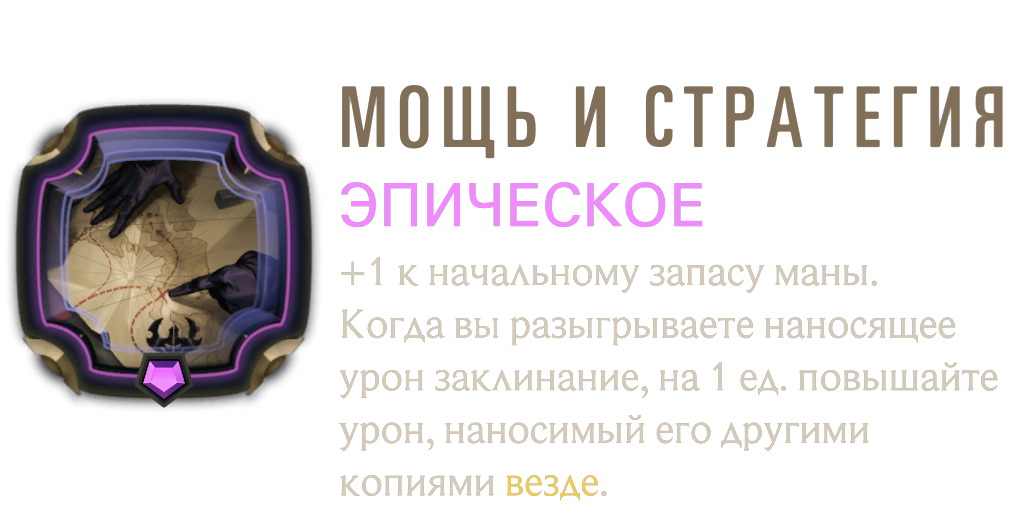 МОЩЬ И СТРАТЕГИЯ
ЭПИЧЕСКОЕ
+1 к начальному запасу маны.
Когда вы разыгрываете наносящее
урон заклинание, на 1 ед. повышайте
урон, наносимый его другими
копиями везде.